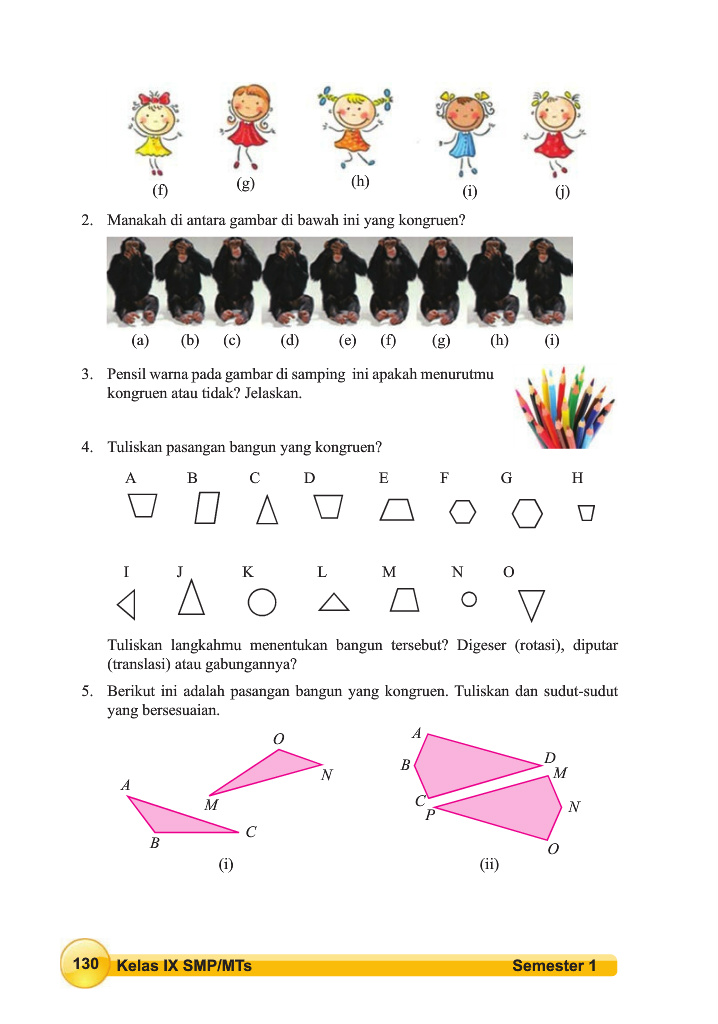 (f) (g) (h) (i) (j)
2. Manakah di antara gambar di bawah ini yang kongruen?
(a) (b) (c) (d) (e) (f) (g) (h) (i)
3. Pensil warna pada gambar di samping ini apakah menurutmu
kongruen atau tidak? Jelaskan.
4. Tuliskan pasangan bangun yang kongruen?
A B C D E F G H
I J K L M N O
Tuliskan langkahmu menentukan bangun tersebut? Digeser (rotasi), diputar
(translasi) atau gabungannya?
5. Berikut ini adalah pasangan bangun yang kongruen. Tuliskan dan sudut-sudut
yang bersesuaian.
O
N
A
M
C
B
(i)
A
D
B
M
C
P
N
O
(ii)
130 Kelas IX SMP/MTs Semester 1